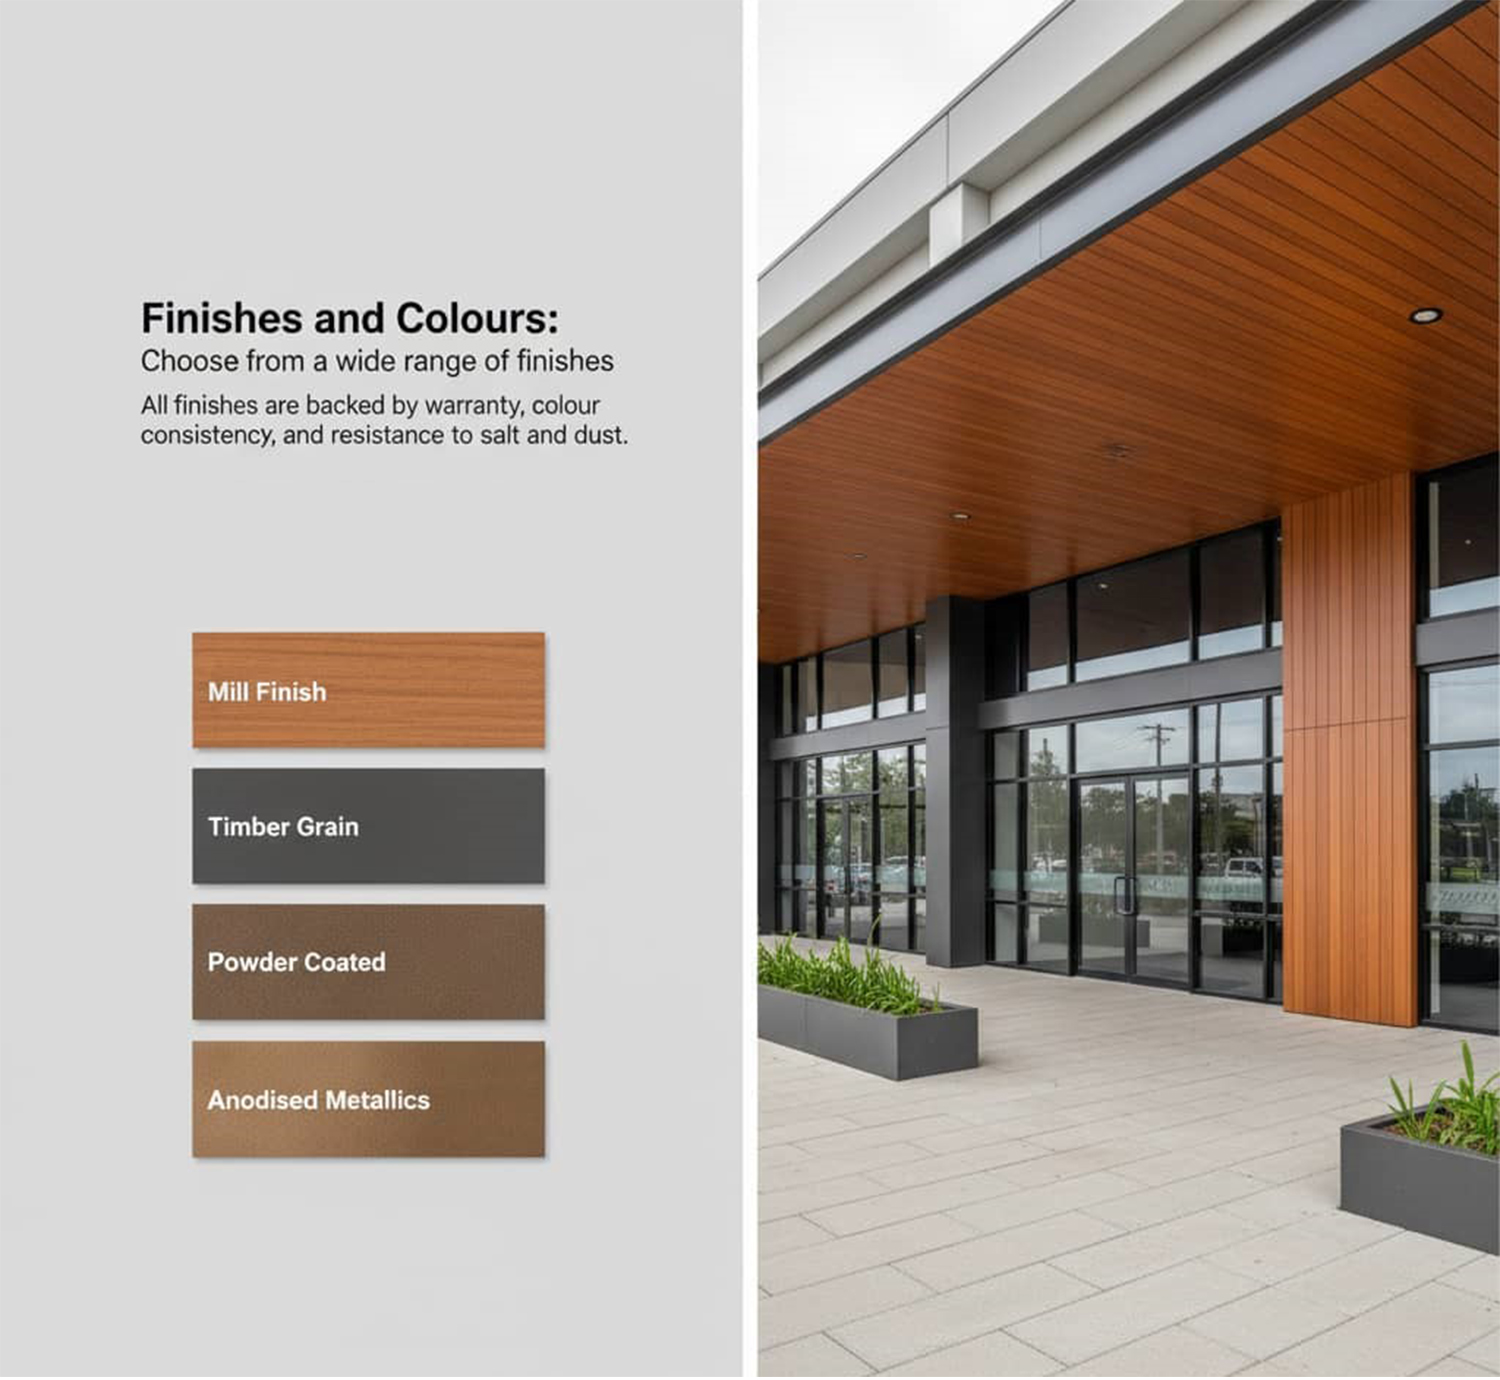 Finishes and Colours:
Choose from a wide range of finishes
All finishes are backed by warranty, colour
consistency, and resistance to salt and dust.
Mill Finish
Timber Grain
Powder Coated
Anodised Metallics